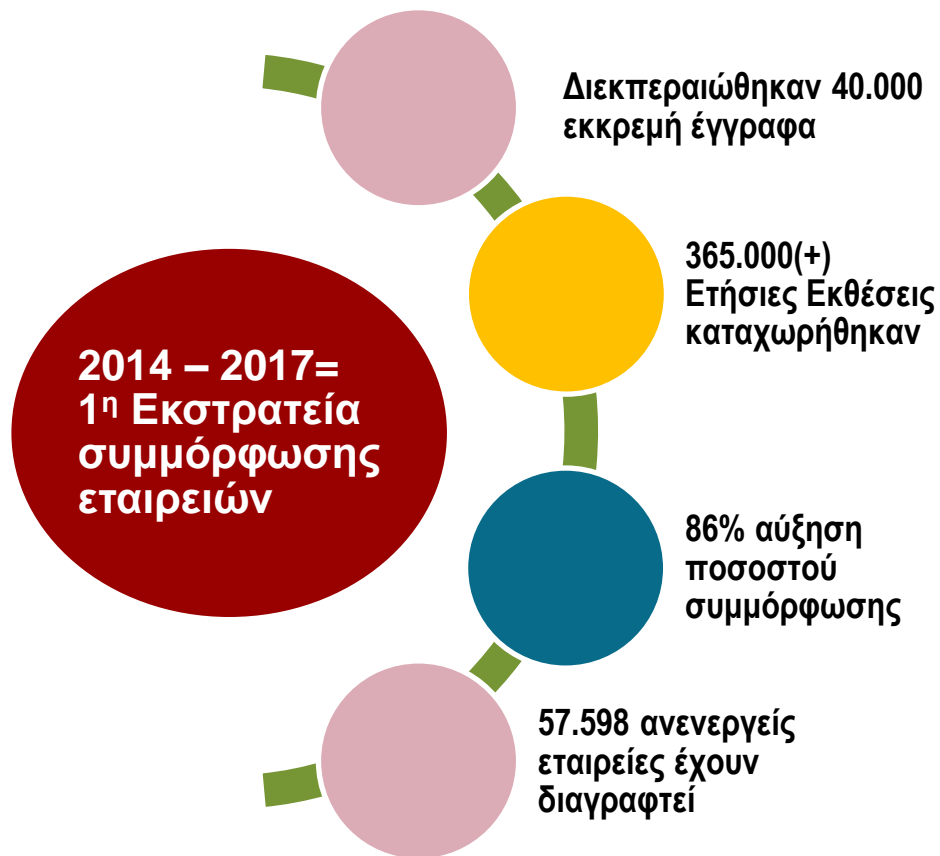 2014 – 2017=
1η Εκστρατεία
συμμόρφωσης
εταιρειών
Διεκπεραιώθηκαν 40.000
εκκρεμή έγγραφα
365.000(+)
Ετήσιες Εκθέσεις
καταχωρήθηκαν
86% αύξηση
ποσοστού
συμμόρφωσης
57.598 ανενεργείς
εταιρείες έχουν
διαγραφτεί